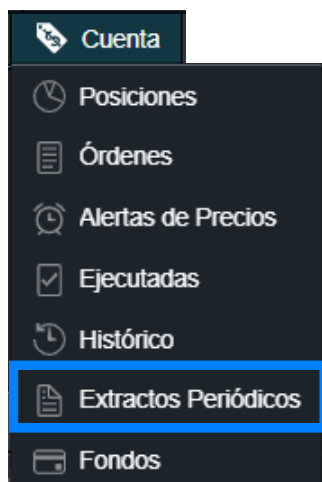 Cuenta
Posiciones
Órdenes
Alertas de Precios
Ejecutadas
Histórico
Extractos Periódicos
Fondos